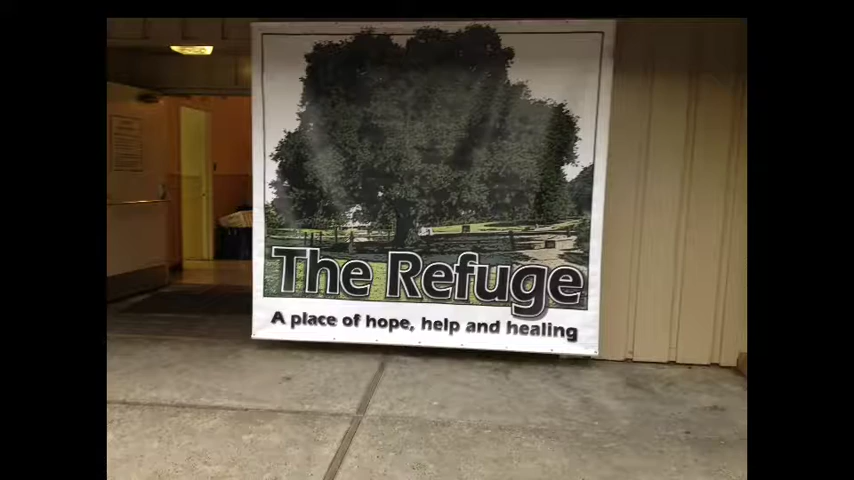 The Refuge
A place of hope, help and healing